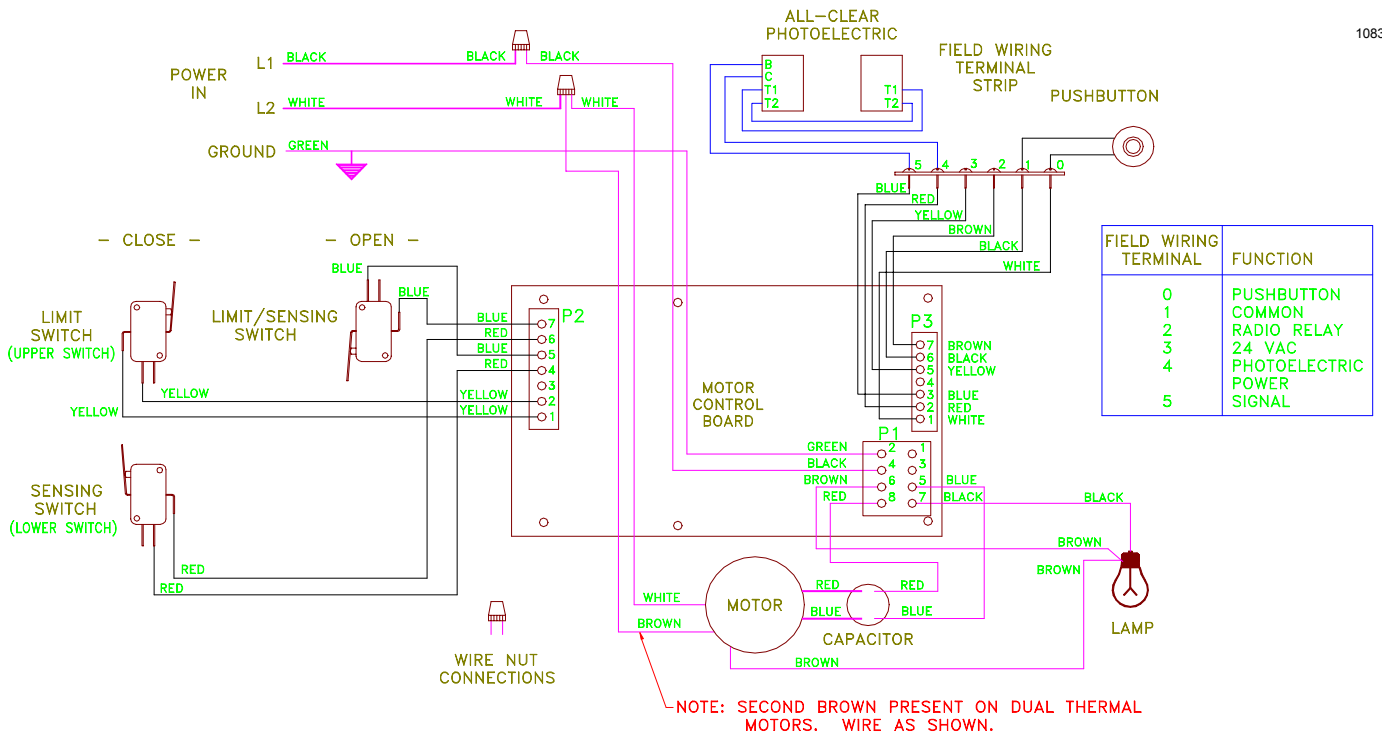 ALL-CLEAR
PHOTOELECTRIC
1083
POWER
IN
L1
BLACK
BLACK
BLACK
L2
WHITE
WHITE
WHITE
GROUND
GREEN
B
C
T1
T2
T1
T2
FIELD WIRING
TERMINAL
STRIP
PUSHBUTTON
5 4 3 2 1 0
BLUE
RED
YELLOW
BROWN
BLACK
WHITE
FIELD WIRING
TERMINAL
FUNCTION
0 PUSHBUTTON
1 COMMON
2 RADIO RELAY
3 24 VAC
4 PHOTOELECTRIC
POWER
5 SIGNAL
- CLOSE -
- OPEN -
BLUE
BLUE
LIMIT
SWITCH
(UPPER SWITCH)
LIMIT/SENSING
SWITCH
YELLOW
YELLOW
P2
BLUE 7
RED 6
BLUE 5
RED 4
3
YELLOW 2
YELLOW 1
MOTOR
CONTROL
BOARD
P3
7 BROWN
6 BLACK
5 YELLOW
4
3 BLUE
2 RED
1 WHITE
P1
GREEN 2 1
BLACK 4 3
BROWN 6 5 BLUE
RED 8 7 BLACK
BLACK
SENSING
SWITCH
(LOWER SWITCH)
RED
RED
BROWN
BROWN
LAMP
WHITE
BROWN
MOTOR
RED
BLUE
RED
BLUE
CAPACITOR
BROWN
WIRE NUT
CONNECTIONS
NOTE: SECOND BROWN PRESENT ON DUAL THERMAL
MOTORS. WIRE AS SHOWN.